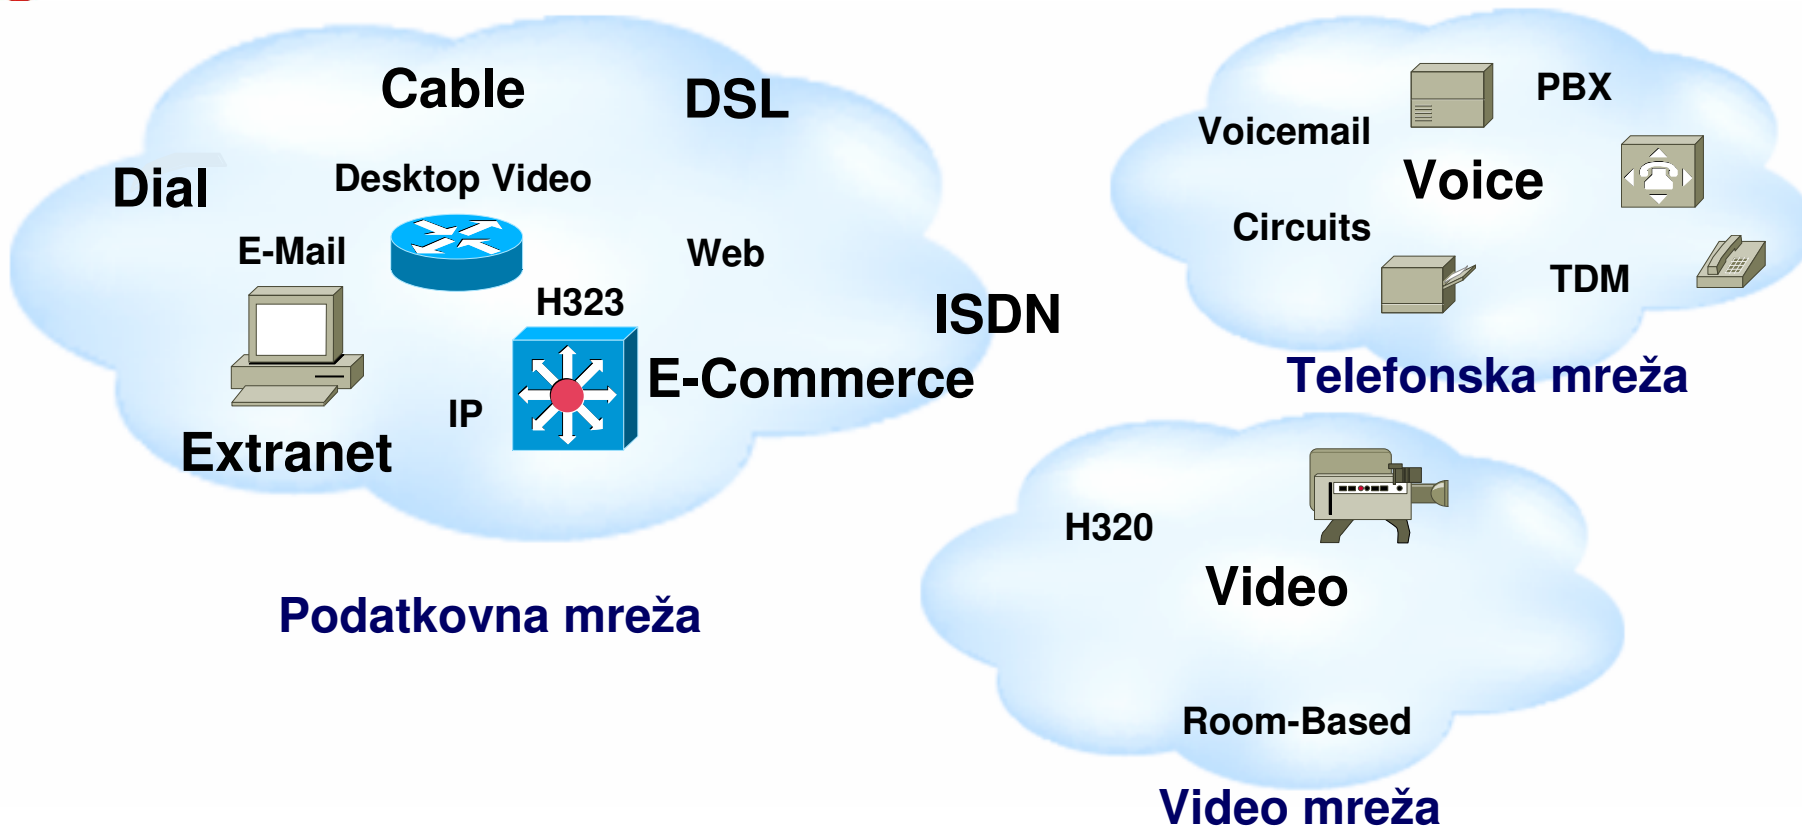 Cable
DSL
Dial
Desktop Video
E-Mail
Web
H323
ISDN
E-Commerce
IP
Extranet
Podatkovna mreža
PBX
Voicemail
Voice
Circuits
TDM
Telefonska mreža
H320
Video
Room-Based
Video mreža